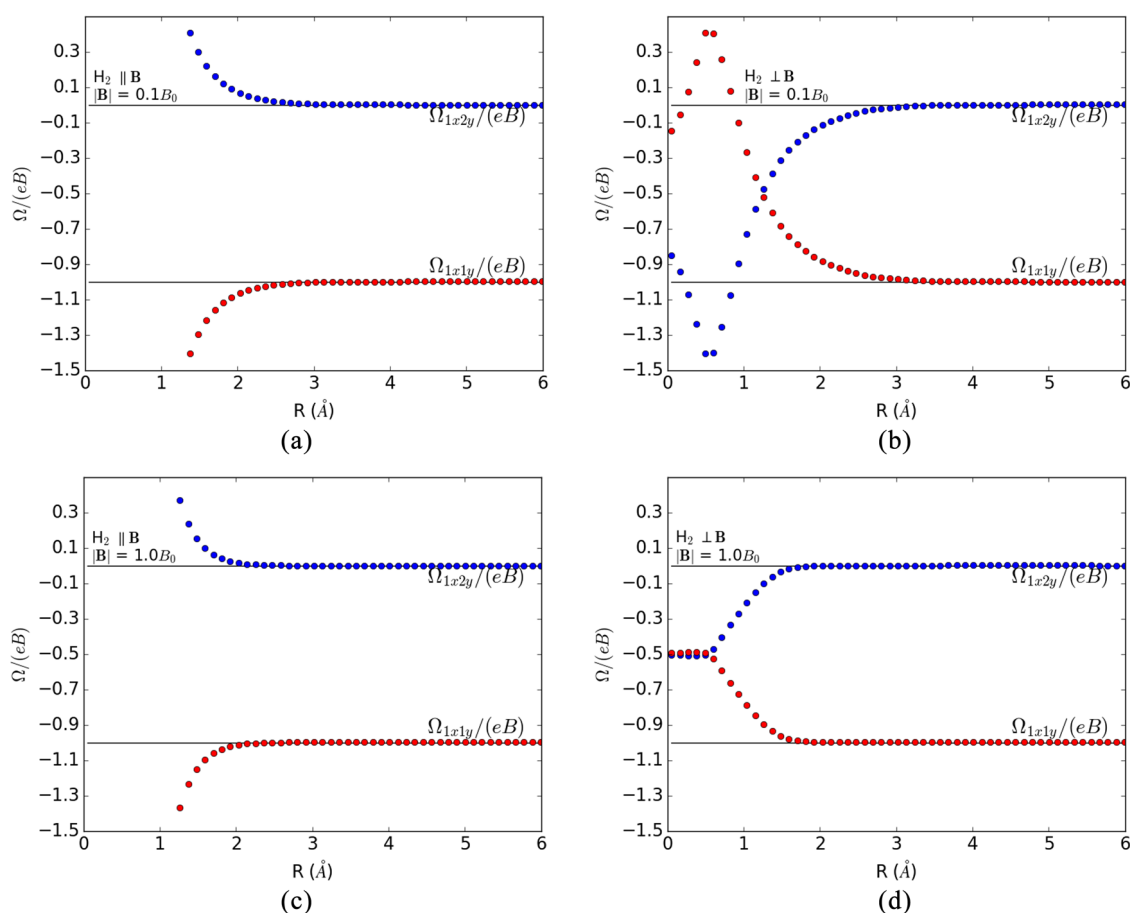 0.3
0.1
−0.1
−0.3
−0.5
−0.7
−0.9
−1.1
−1.3
−1.5
Ω/(eB)
H₂ ∥ B
|B| = 0.1B₀
Ω₁ₓ₂ᵧ/(eB)
Ω₁ₓ₁ᵧ/(eB)
0 1 2 3 4 5 6
R (Å)
(a)
0.3
0.1
−0.1
−0.3
−0.5
−0.7
−0.9
−1.1
−1.3
−1.5
Ω/(eB)
H₂ ⊥ B
|B| = 0.1B₀
Ω₁ₓ₂ᵧ/(eB)
Ω₁ₓ₁ᵧ/(eB)
0 1 2 3 4 5 6
R (Å)
(b)
0.3
0.1
−0.1
−0.3
−0.5
−0.7
−0.9
−1.1
−1.3
−1.5
Ω/(eB)
H₂ ∥ B
|B| = 1.0B₀
Ω₁ₓ₂ᵧ/(eB)
Ω₁ₓ₁ᵧ/(eB)
0 1 2 3 4 5 6
R (Å)
(c)
0.3
0.1
−0.1
−0.3
−0.5
−0.7
−0.9
−1.1
−1.3
−1.5
Ω/(eB)
H₂ ⊥ B
|B| = 1.0B₀
Ω₁ₓ₂ᵧ/(eB)
Ω₁ₓ₁ᵧ/(eB)
0 1 2 3 4 5 6
R (Å)
(d)